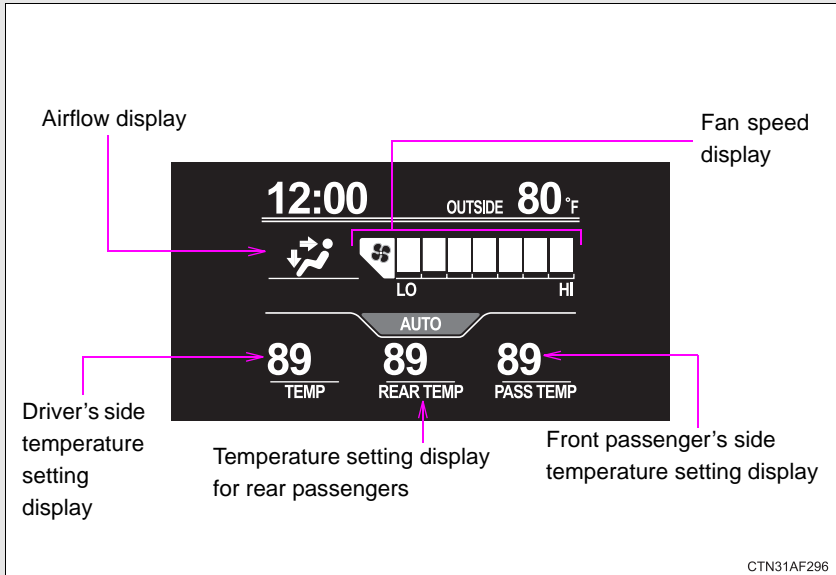 Airflow display
Fan speed
display
12:00
OUTSIDE 80°F
LO
HI
AUTO
89
89
89
TEMP
REAR TEMP
PASS TEMP
Driver's side
temperature
setting
display
Temperature setting display
for rear passengers
Front passenger's side
temperature setting display
CTN31AF296